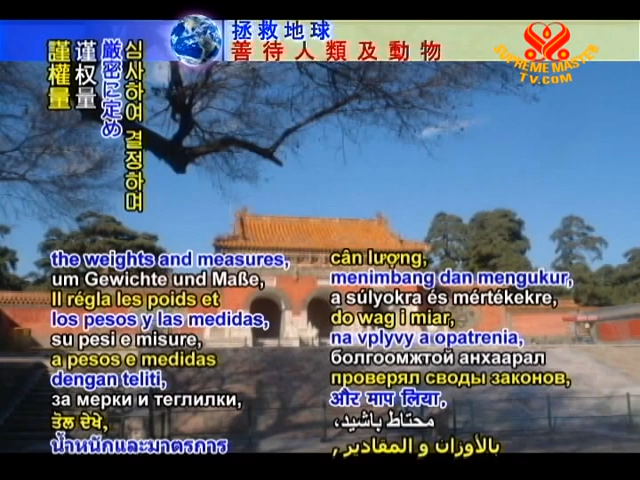 拯救地球
善待人類及動物
SUPREME MASTER
TV.COM
심사하여 결정하며
厳密に定め
谨权量
謹權量
the weights and measures,
um Gewichte und Maße,
Il régla les poids et
los pesos y las medidas,
su pesi e misure,
a pesos e medidas
dengan teliti,
за мерки и теглилки,
ਤੋਲ ਦੇਖੇ,
น้ำหนักและมาตรการ
cân lượng,
menimbang dan mengukur,
a súlyokra és mértékekre,
do wag i miar,
na vplyvy a opatrenia,
болгоомжтой анхаарал
проверял своды законов,
और माप लिया,
محتاط باشید،
بالأوزان و المقادير ,